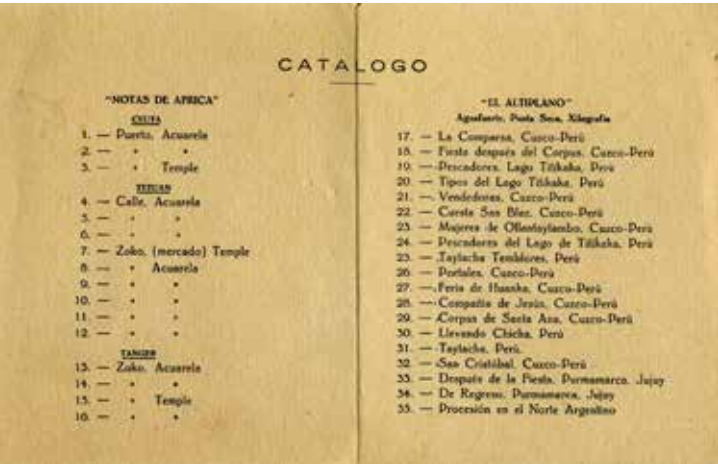 CATALOGO
"NOTAS DE AFRICA"
CEUTA
1. — Puerto, Acuarela
2. — " "
3. — " Temple
TETUAN
4. — Calle, Acuarela
5. — " "
6. — " "
7. — Zoko, (mercado) Temple
8. — " Acuarela
9. — " "
10. — " "
11. — " "
12. — " "
TANGER
13. — Zoko, Acuarela
14. — " "
15. — " Temple
16. — " "
"EL ALTIPLANO"
Aguafuerte, Punta Seca, Xilografia
17. — La Comparsa, Cuzco-Perú
18. — Fiesta después del Corpus, Cuzco-Perú
19. — Pescadores, Lago Titikaka, Perú
20. — Tipos del Lago Titikaka, Perú
21. — Vendedoras, Cuzco-Perú
22. — Cuesta San Blaz, Cuzco-Perú
23. — Mujeres de Ollantaytambo, Cuzco-Perú
24. — Pescadores del Lago de Titikaka, Perú
25. — Taytacha Temblores, Perú
26. — Portales, Cuzco-Perú
27. — Feria de Huanka, Cuzco-Perú
28. — Compañia de Jesús, Cuzco-Perú
29. — Corpus de Santa Ana, Cuzco-Perú
30. — Llevando Chicha, Perú
31. — Taytacha, Perú.
32. — San Cristóbal, Cuzco-Perú
33. — Después de la Fiesta, Purmamarca, Jujuy
34. — De Regreso, Purmamarca, Jujuy
35. — Procesión en el Norte Argentino